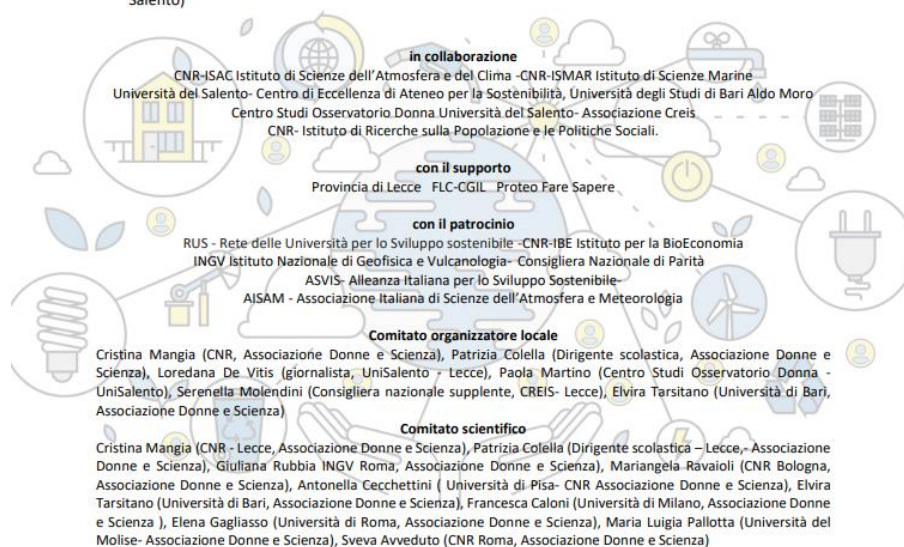 Salento)
in collaborazione
CNR-ISAC Istituto di Scienze dell'Atmosfera e del Clima -CNR-ISMAR Istituto di Scienze Marine
Università del Salento- Centro di Eccellenza di Ateneo per la Sostenibilità, Università degli Studi di Bari Aldo Moro
Centro Studi Osservatorio Donna Università del Salento- Associazione Creis
CNR- Istituto di Ricerche sulla Popolazione e le Politiche Sociali.
con il supporto
Provincia di Lecce FLC-CGIL Proteo Fare Sapere
con il patrocinio
RUS - Rete delle Università per lo Sviluppo sostenibile -CNR-IBE Istituto per la BioEconomia
INGV Istituto Nazionale di Geofisica e Vulcanologia- Consigliera Nazionale di Parità
ASVIS- Alleanza Italiana per lo Sviluppo Sostenibile-
AISAM - Associazione Italiana di Scienze dell'Atmosfera e Meteorologia
Comitato organizzatore locale
Cristina Mangia (CNR, Associazione Donne e Scienza), Patrizia Colella (Dirigente scolastica, Associazione Donne e
Scienza), Loredana De Vitis (giornalista, UniSalento - Lecce), Paola Martino (Centro Studi Osservatorio Donna -
UniSalento), Serenella Molendini (Consigliera nazionale supplente, CREIS- Lecce), Elvira Tarsitano (Università di Bari,
Associazione Donne e Scienza)
Comitato scientifico
Cristina Mangia (CNR - Lecce, Associazione Donne e Scienza), Patrizia Colella (Dirigente scolastica – Lecce,- Associazione
Donne e Scienza), Giuliana Rubbia INGV Roma, Associazione Donne e Scienza), Mariangela Ravaioli (CNR Bologna,
Associazione Donne e Scienza), Antonella Cecchettini ( Università di Pisa- CNR Associazione Donne e Scienza), Elvira
Tarsitano (Università di Bari, Associazione Donne e Scienza), Francesca Caloni (Università di Milano, Associazione Donne
e Scienza ), Elena Gagliasso (Università di Roma, Associazione Donne e Scienza), Maria Luigia Pallotta (Università del
Molise- Associazione Donne e Scienza), Sveva Avveduto (CNR Roma, Associazione Donne e Scienza)